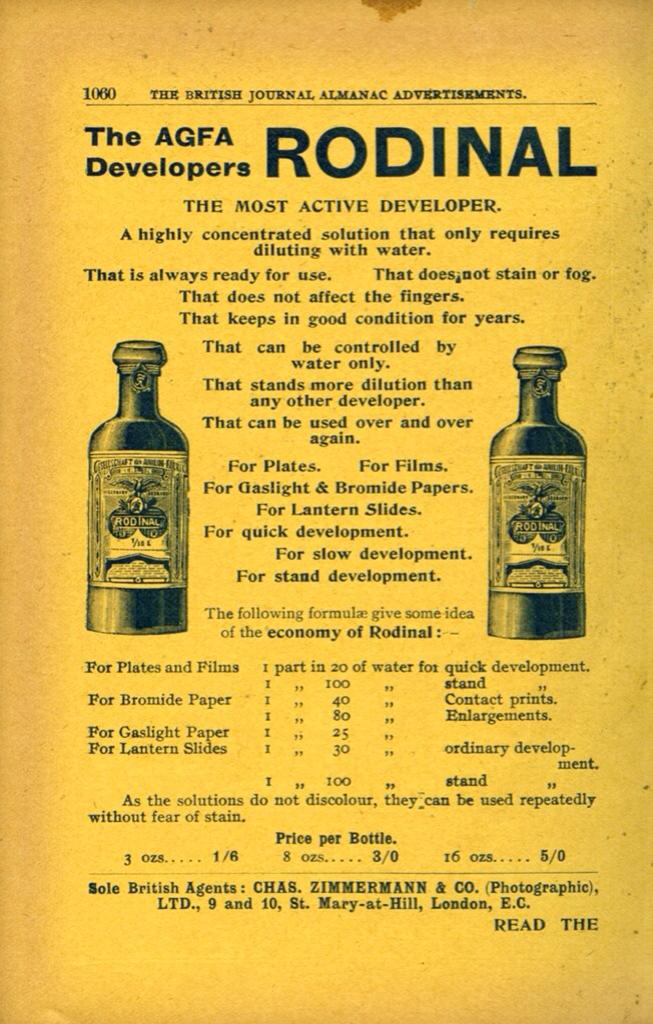 1060 THE BRITISH JOURNAL ALMANAC ADVERTISEMENTS.
The AGFA
Developers RODINAL
THE MOST ACTIVE DEVELOPER.
A highly concentrated solution that only requires
diluting with water.
That is always ready for use. That does not stain or fog.
That does not affect the fingers.
That keeps in good condition for years.
That can be controlled by
water only.
That stands more dilution than
any other developer.
That can be used over and over
again.
For Plates. For Films.
For Gaslight & Bromide Papers.
For Lantern Slides.
For quick development.
For slow development.
For stand development.
RODINAL
RODINAL
The following formulæ give some idea
of the economy of Rodinal:—
For Plates and Films 1 part in 20 of water for quick development.
1 ,, 100 ,, stand ,,
For Bromide Paper 1 ,, 40 ,, Contact prints.
1 ,, 80 ,, Enlargements.
For Gaslight Paper 1 ,, 25 ,,
For Lantern Slides 1 ,, 30 ,, ordinary develop-
ment.
1 ,, 100 ,, stand ,,
As the solutions do not discolour, they can be used repeatedly
without fear of stain.
Price per Bottle.
3 ozs..... 1/6 8 ozs..... 3/0 16 ozs..... 5/0
Sole British Agents: CHAS. ZIMMERMANN & CO. (Photographic),
LTD., 9 and 10, St. Mary-at-Hill, London, E.C.
READ THE